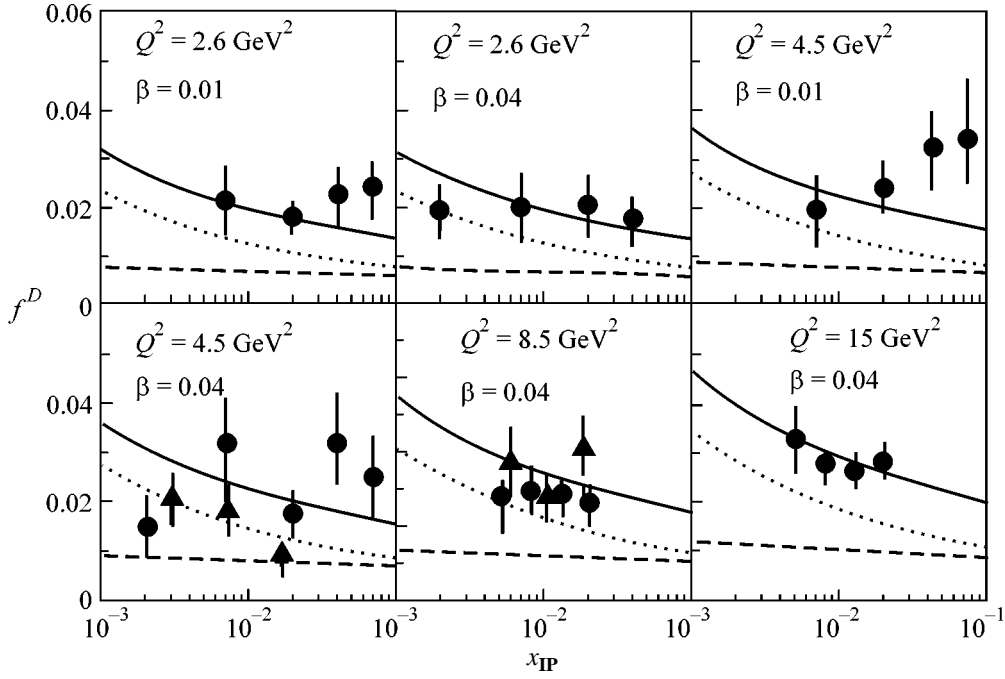 0.06
Q² = 2.6 GeV²
β = 0.01
Q² = 2.6 GeV²
β = 0.04
Q² = 4.5 GeV²
β = 0.01
0.04
0.02
0
f^D
Q² = 4.5 GeV²
β = 0.04
Q² = 8.5 GeV²
β = 0.04
Q² = 15 GeV²
β = 0.04
0.04
0.02
0
10⁻³ 10⁻² 10⁻³ 10⁻² 10⁻³ 10⁻² 10⁻¹
x_IP